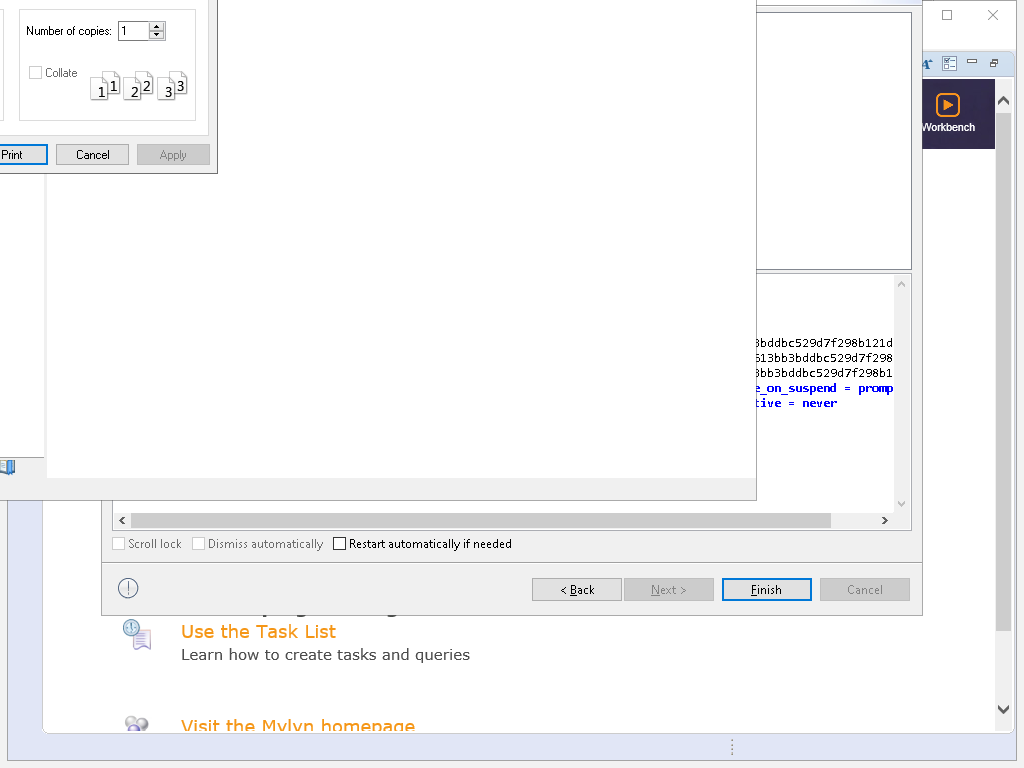 Number of copies: 1
Collate
1 1 2 2 3 3
Print
Cancel
Apply
Workbench
3bddbc529d7f298b121d
613bb3bddbc529d7f298
3bb3bddbc529d7f298b1
e_on_suspend = promp
tive = never
Scroll lock
Dismiss automatically
Restart automatically if needed
< Back
Next >
Finish
Cancel
Use the Task List
Learn how to create tasks and queries
Visit the Mylyn homepage